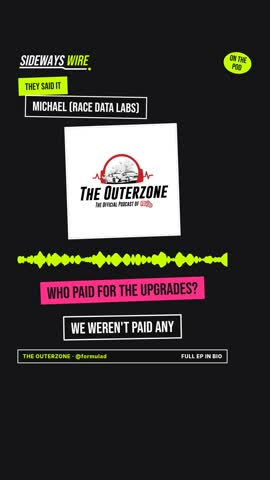 SIDEWAYS WIRE.
ON THE
POD
THEY SAID IT
MICHAEL (RACE DATA LABS)
THE OUTERZONE
THE OFFICIAL PODCAST OF
WHO PAID FOR THE UPGRADES?
WE WEREN'T PAID ANY
THE OUTERZONE · @formulad
FULL EP IN BIO